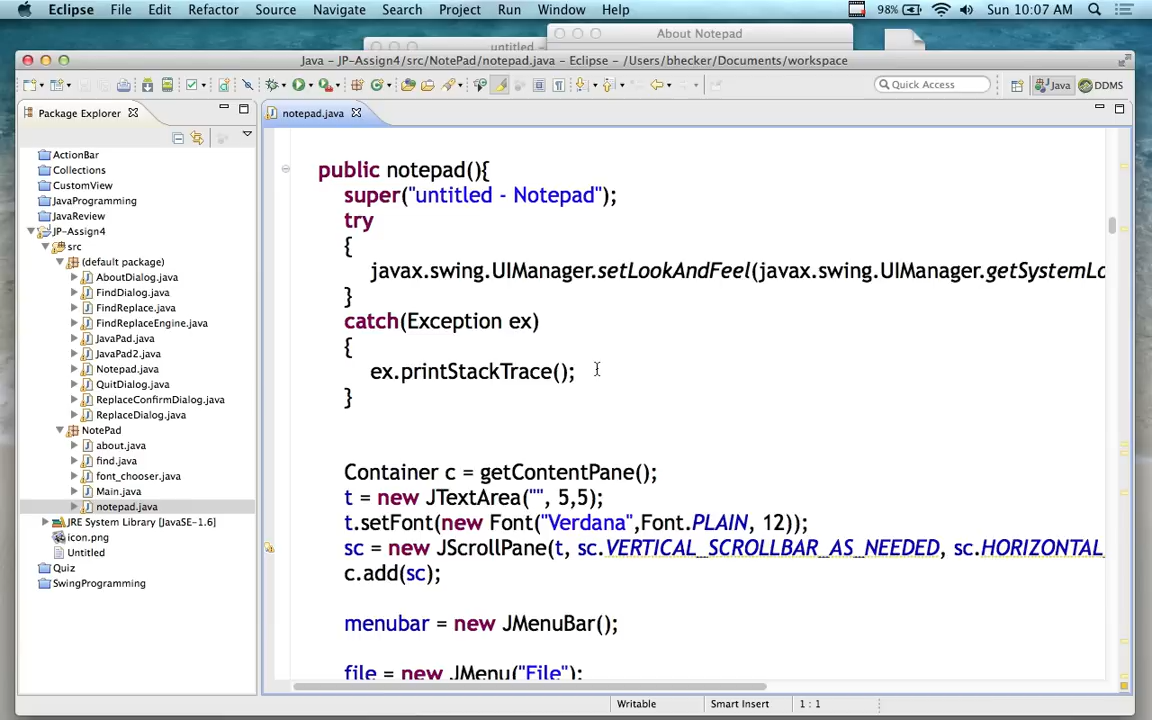 Eclipse File Edit Refactor Source Navigate Search Project Run Window Help 98% Sun 10:07 AM
About Notepad
untitled –
Java - JP-Assign4/src/NotePad/notepad.java - Eclipse - /Users/bhecker/Documents/workspace
Quick Access Java DDMS
Package Explorer
notepad.java
ActionBar
Collections
CustomView
JavaProgramming
JavaReview
JP-Assign4
src
(default package)
AboutDialog.java
FindDialog.java
FindReplace.java
FindReplaceEngine.java
JavaPad.java
JavaPad2.java
Notepad.java
QuitDialog.java
ReplaceConfirmDialog.java
ReplaceDialog.java
NotePad
about.java
find.java
font_chooser.java
Main.java
notepad.java
JRE System Library [JavaSE-1.6]
icon.png
Untitled
Quiz
SwingProgramming
public notepad(){
super("untitled - Notepad");
try
{
javax.swing.UIManager.setLookAndFeel(javax.swing.UIManager.getSystemLo
}
catch(Exception ex)
{
ex.printStackTrace();
}
Container c = getContentPane();
t = new JTextArea("", 5,5);
t.setFont(new Font("Verdana",Font.PLAIN, 12));
sc = new JScrollPane(t, sc.VERTICAL_SCROLLBAR_AS_NEEDED, sc.HORIZONTAL_
c.add(sc);
menubar = new JMenuBar();
file = new JMenu("File");
Writable Smart Insert 1 : 1